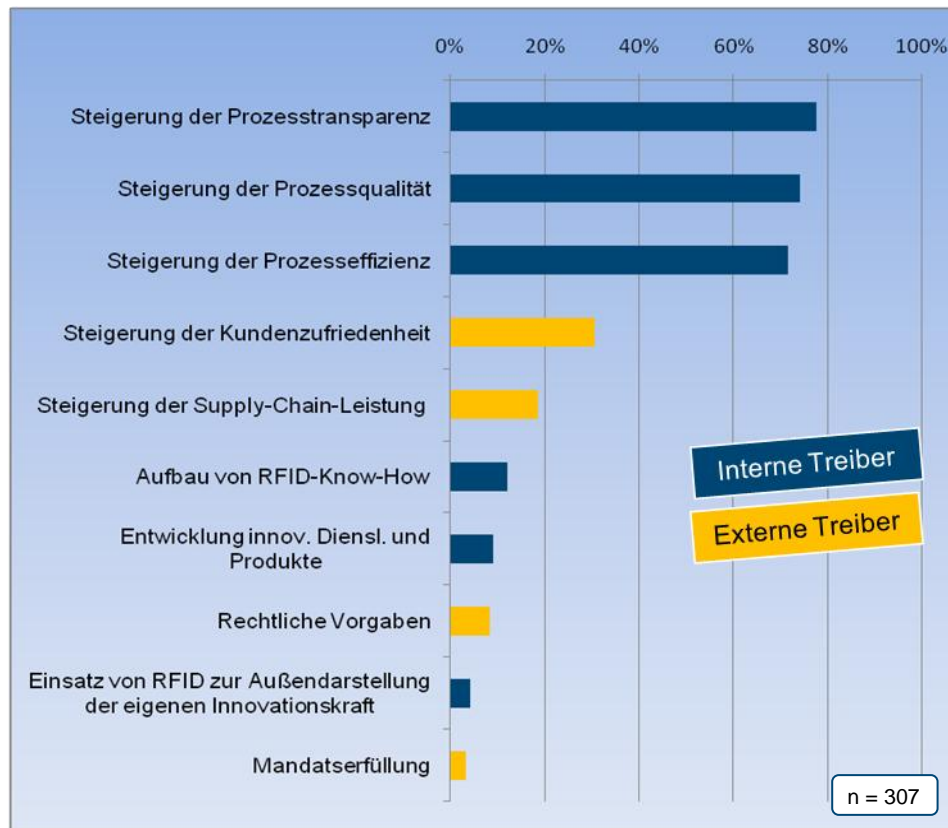 0% 20% 40% 60% 80% 100%
Steigerung der Prozesstransparenz
Steigerung der Prozessqualität
Steigerung der Prozesseffizienz
Steigerung der Kundenzufriedenheit
Steigerung der Supply-Chain-Leistung
Aufbau von RFID-Know-How
Entwicklung innov. Diensl. und
Produkte
Rechtliche Vorgaben
Einsatz von RFID zur Außendarstellung
der eigenen Innovationskraft
Mandatserfüllung
Interne Treiber
Externe Treiber
n = 307